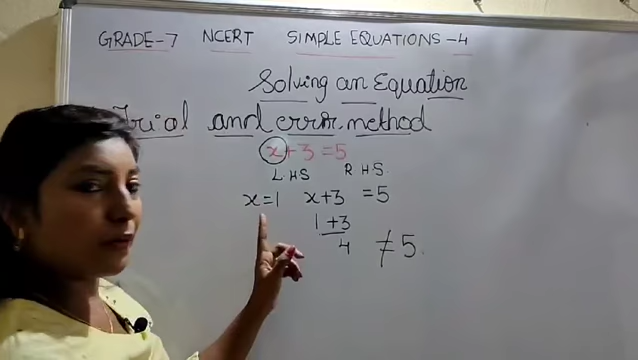 GRADE-7 NCERT SIMPLE EQUATIONS-4
Solving an Equation
Trial and error method
x+3=5
LHS RHS.
x=1 x+3 =5
1+3
4 ≠5.